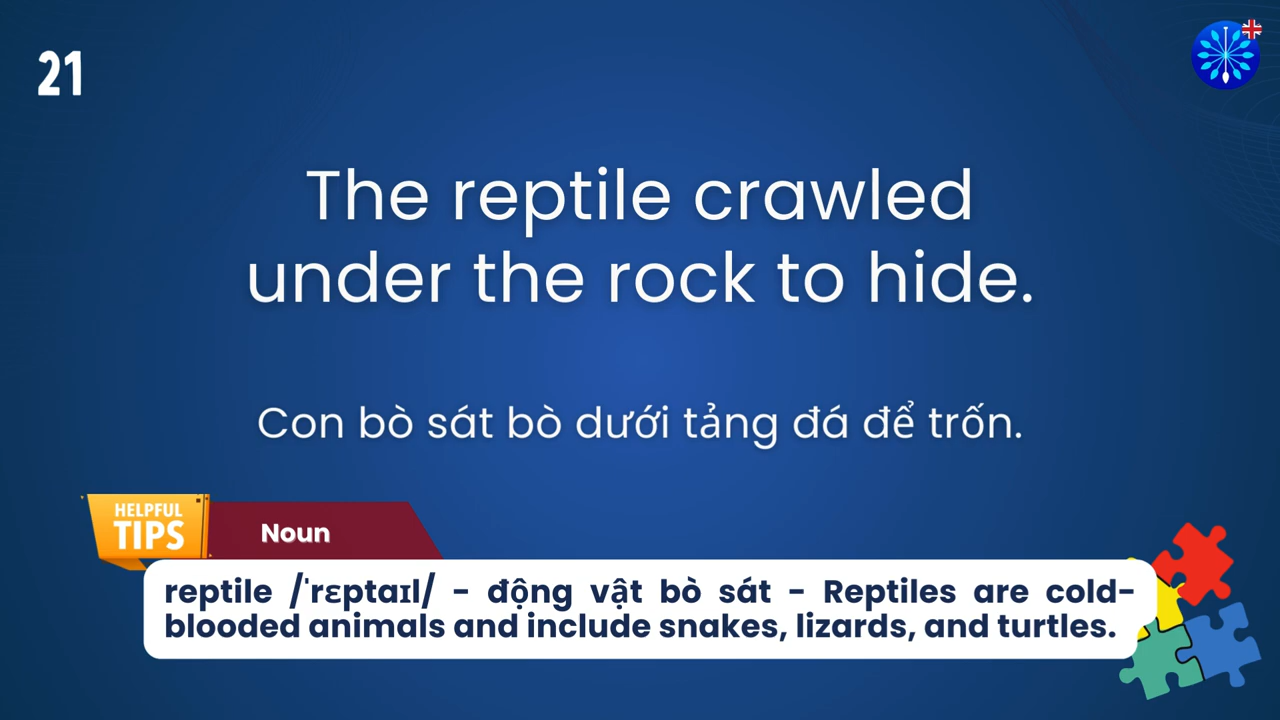 21
The reptile crawled
under the rock to hide.
Con bò sát bò dưới tảng đá để trốn.
HELPFUL
TIPS
Noun
reptile /ˈrɛptaɪl/ - động vật bò sát - Reptiles are cold-
blooded animals and include snakes, lizards, and turtles.